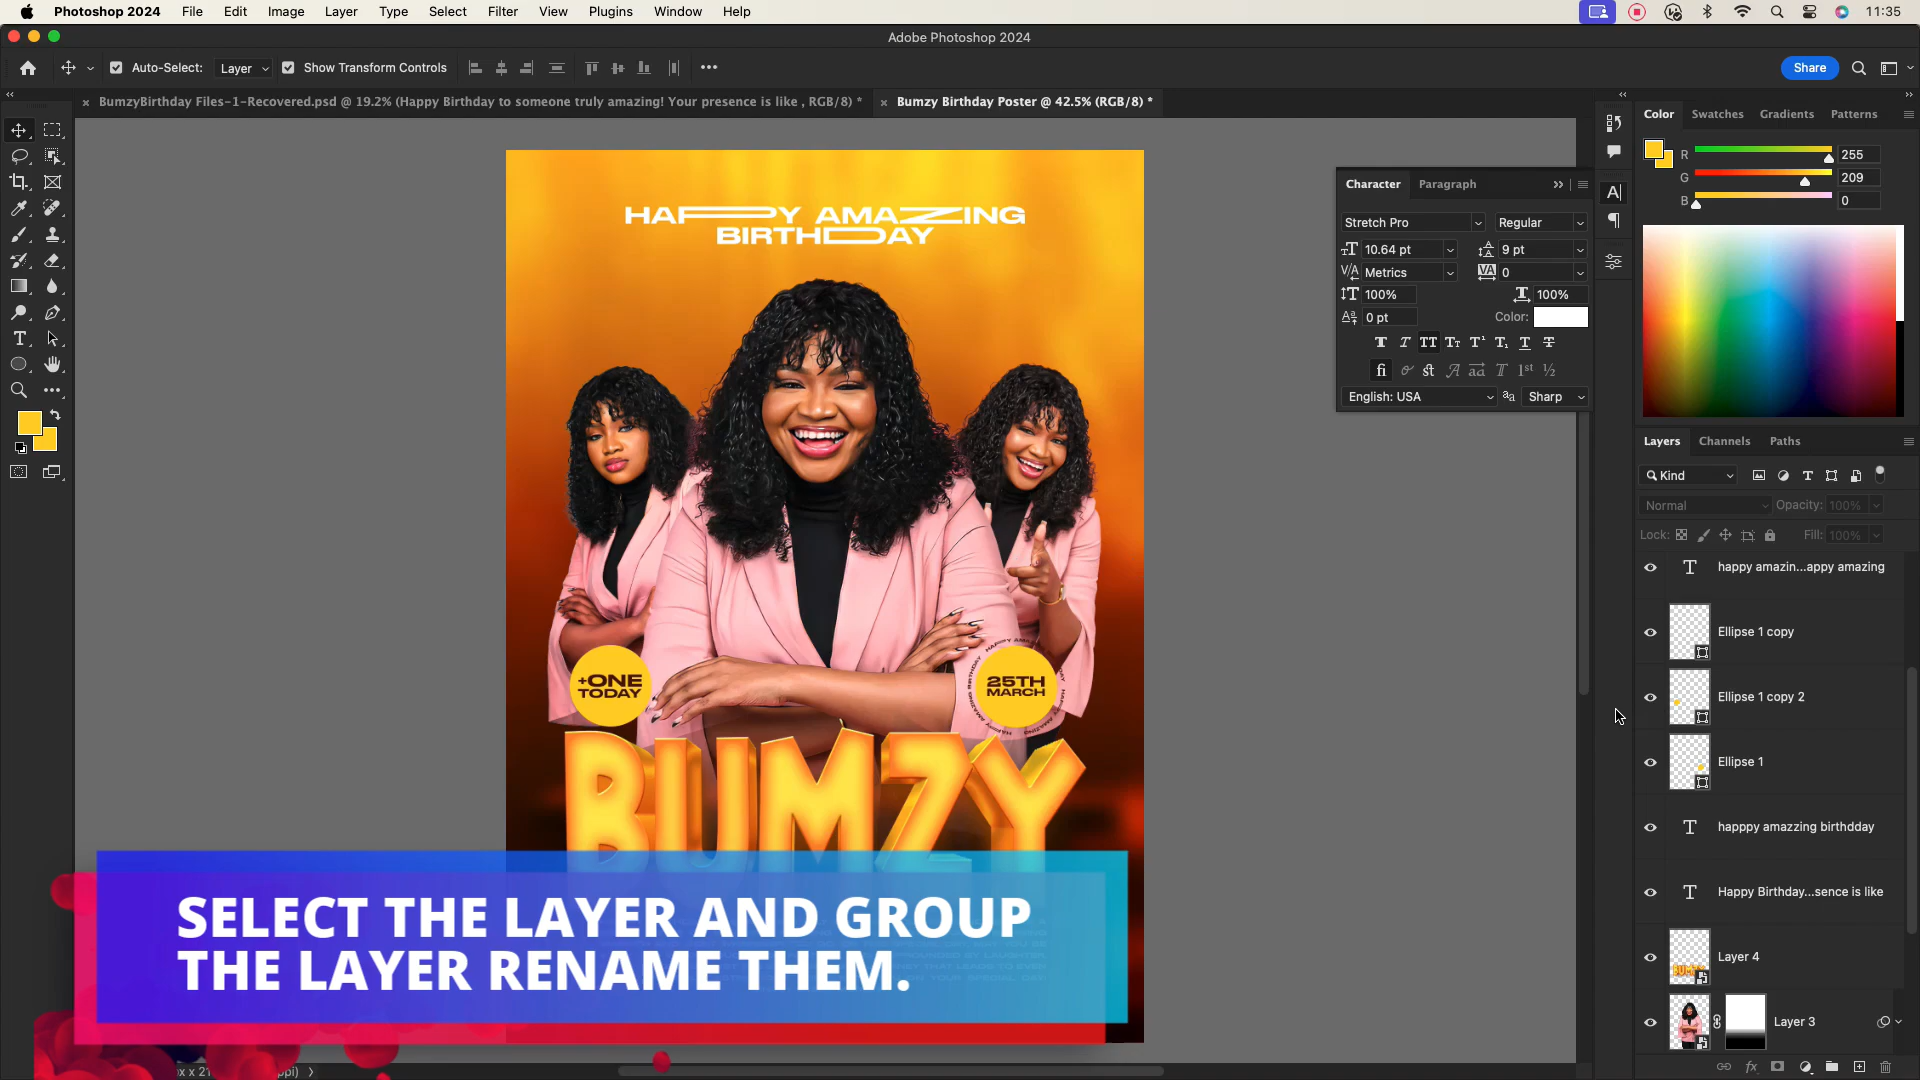 Photoshop 2024 File Edit Image Layer Type Select Filter View Plugins Window Help 11:35
Adobe Photoshop 2024
Auto-Select: Layer Show Transform Controls Share
BumzyBirthday Files-1-Recovered.psd @ 19.2% (Happy Birthday to someone truly amazing! Your presence is like , RGB/8) *
Bumzy Birthday Poster @ 42.5% (RGB/8) *
Color Swatches Gradients Patterns
R 255
G 209
B 0
Character Paragraph
Stretch Pro Regular
10.64 pt 9 pt
Metrics 0
100% 100%
0 pt Color:
English: USA aa Sharp
HAPPY AMAZING
BIRTHDAY
+ONE
TODAY
25TH
MARCH
BUMZY
Layers Channels Paths
Kind
Normal Opacity: 100%
Lock: Fill: 100%
happy amazin...appy amazing
Ellipse 1 copy
Ellipse 1 copy 2
Ellipse 1
happpy amazzing birthdday
Happy Birthday...sence is like
Layer 4
Layer 3
SELECT THE LAYER AND GROUP
THE LAYER RENAME THEM.